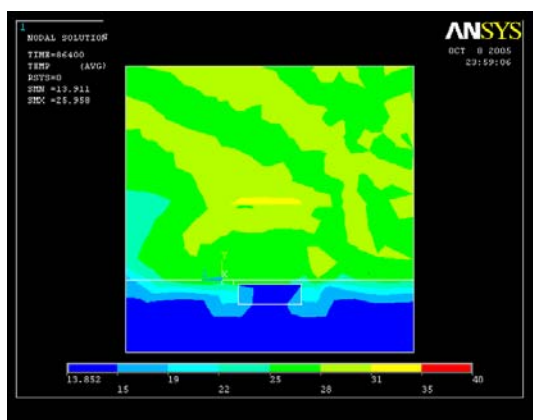 1
NODAL SOLUTION
TIME=86400
TEMP (AVG)
RSYS=0
SMN =13.911
SMX =25.958
ANSYS
OCT 8 2005
23:59:06
Y
X
13.852 15 19 22 25 28 31 35 40